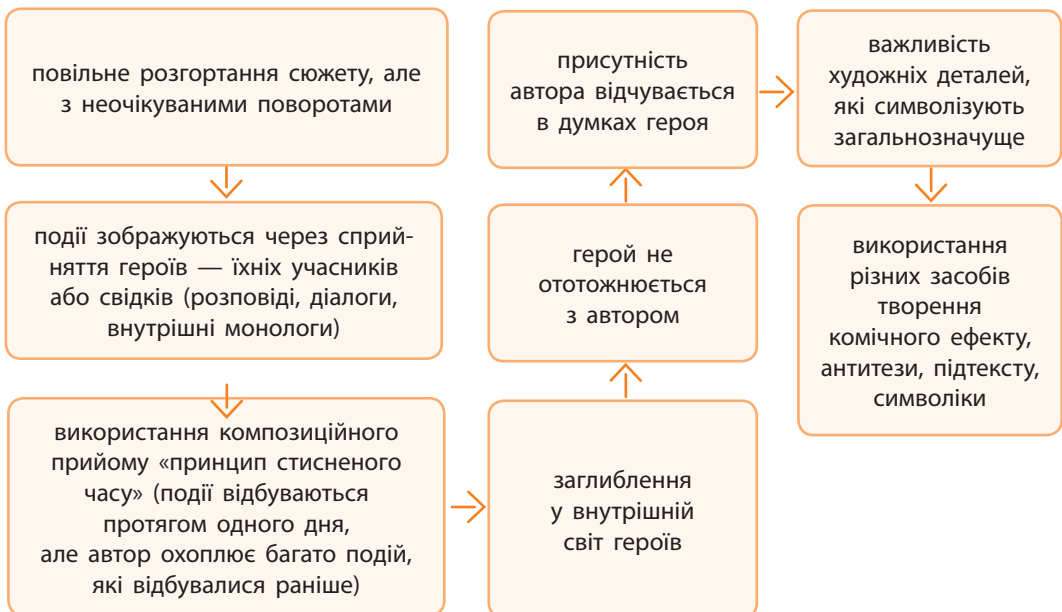 повільне розгортання сюжету, але
з неочікуваними поворотами
події зображуються через сприй-
няття героїв — їхніх учасників
або свідків (розповіді, діалоги,
внутрішні монологи)
використання композиційного
прийому «принцип стисненого
часу» (події відбуваються
протягом одного дня,
але автор охоплює багато подій,
які відбувалися раніше)
заглиблення
у внутрішній
світ героїв
герой не
ототожнюється
з автором
присутність
автора відчувається
в думках героя
важливість
художніх деталей,
які символізують
загальнозначуще
використання
різних засобів
творення
комічного ефекту,
антитези, підтексту,
символіки